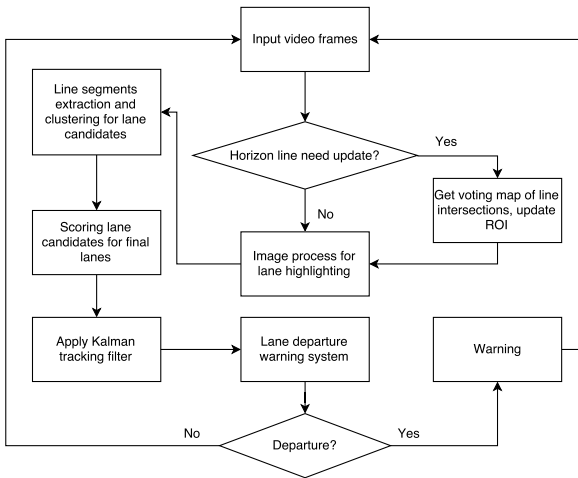 Input video frames
Line segments
extraction and
clustering for lane
candidates
Horizon line need update?
Yes
Get voting map of line
intersections, update
ROI
No
Scoring lane
candidates for final
lanes
Image process for
lane highlighting
Apply Kalman
tracking filter
Lane departure
warning system
Warning
No
Departure?
Yes